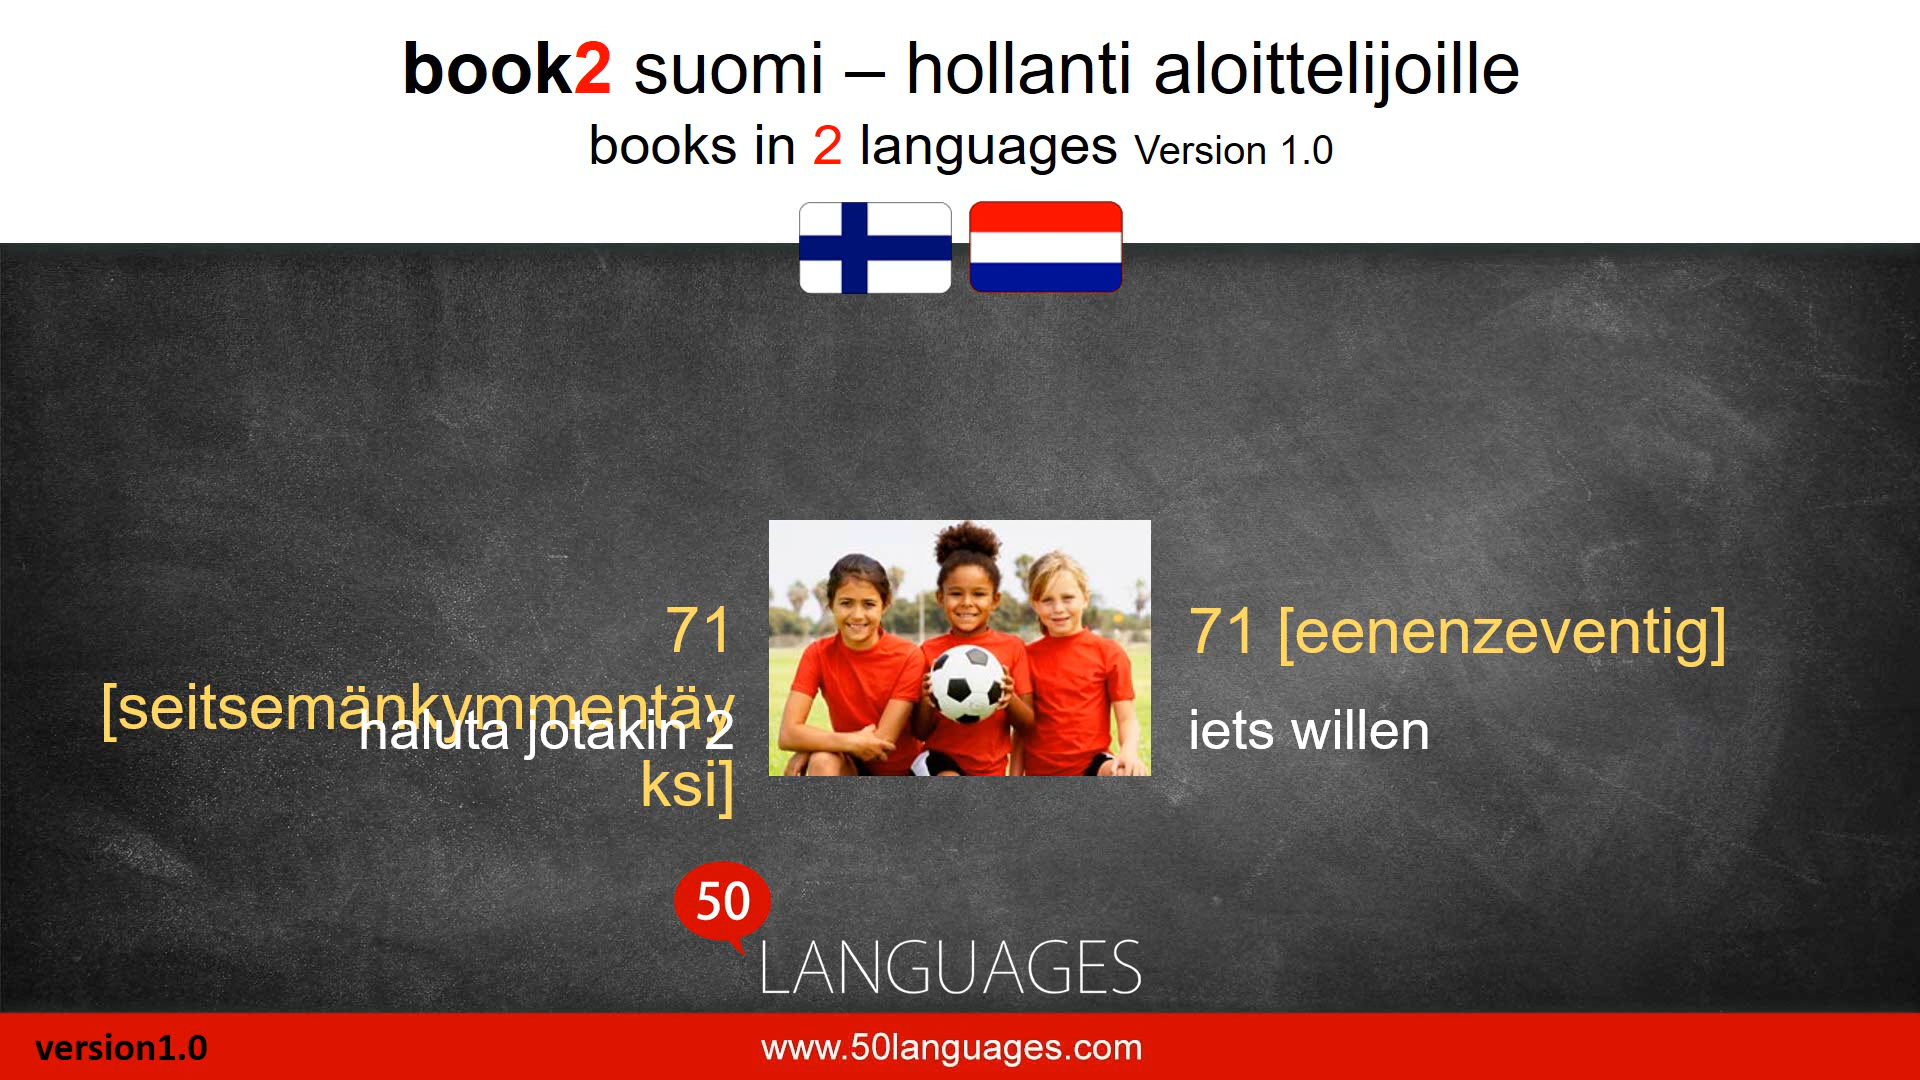 book2 suomi – hollanti aloittelijoille
books in 2 languages Version 1.0
71
[seitsemänkymmentäy
ksi]
haluta jotakin 2
71 [eenenzeventig]
iets willen
50
LANGUAGES
version1.0
www.50languages.com